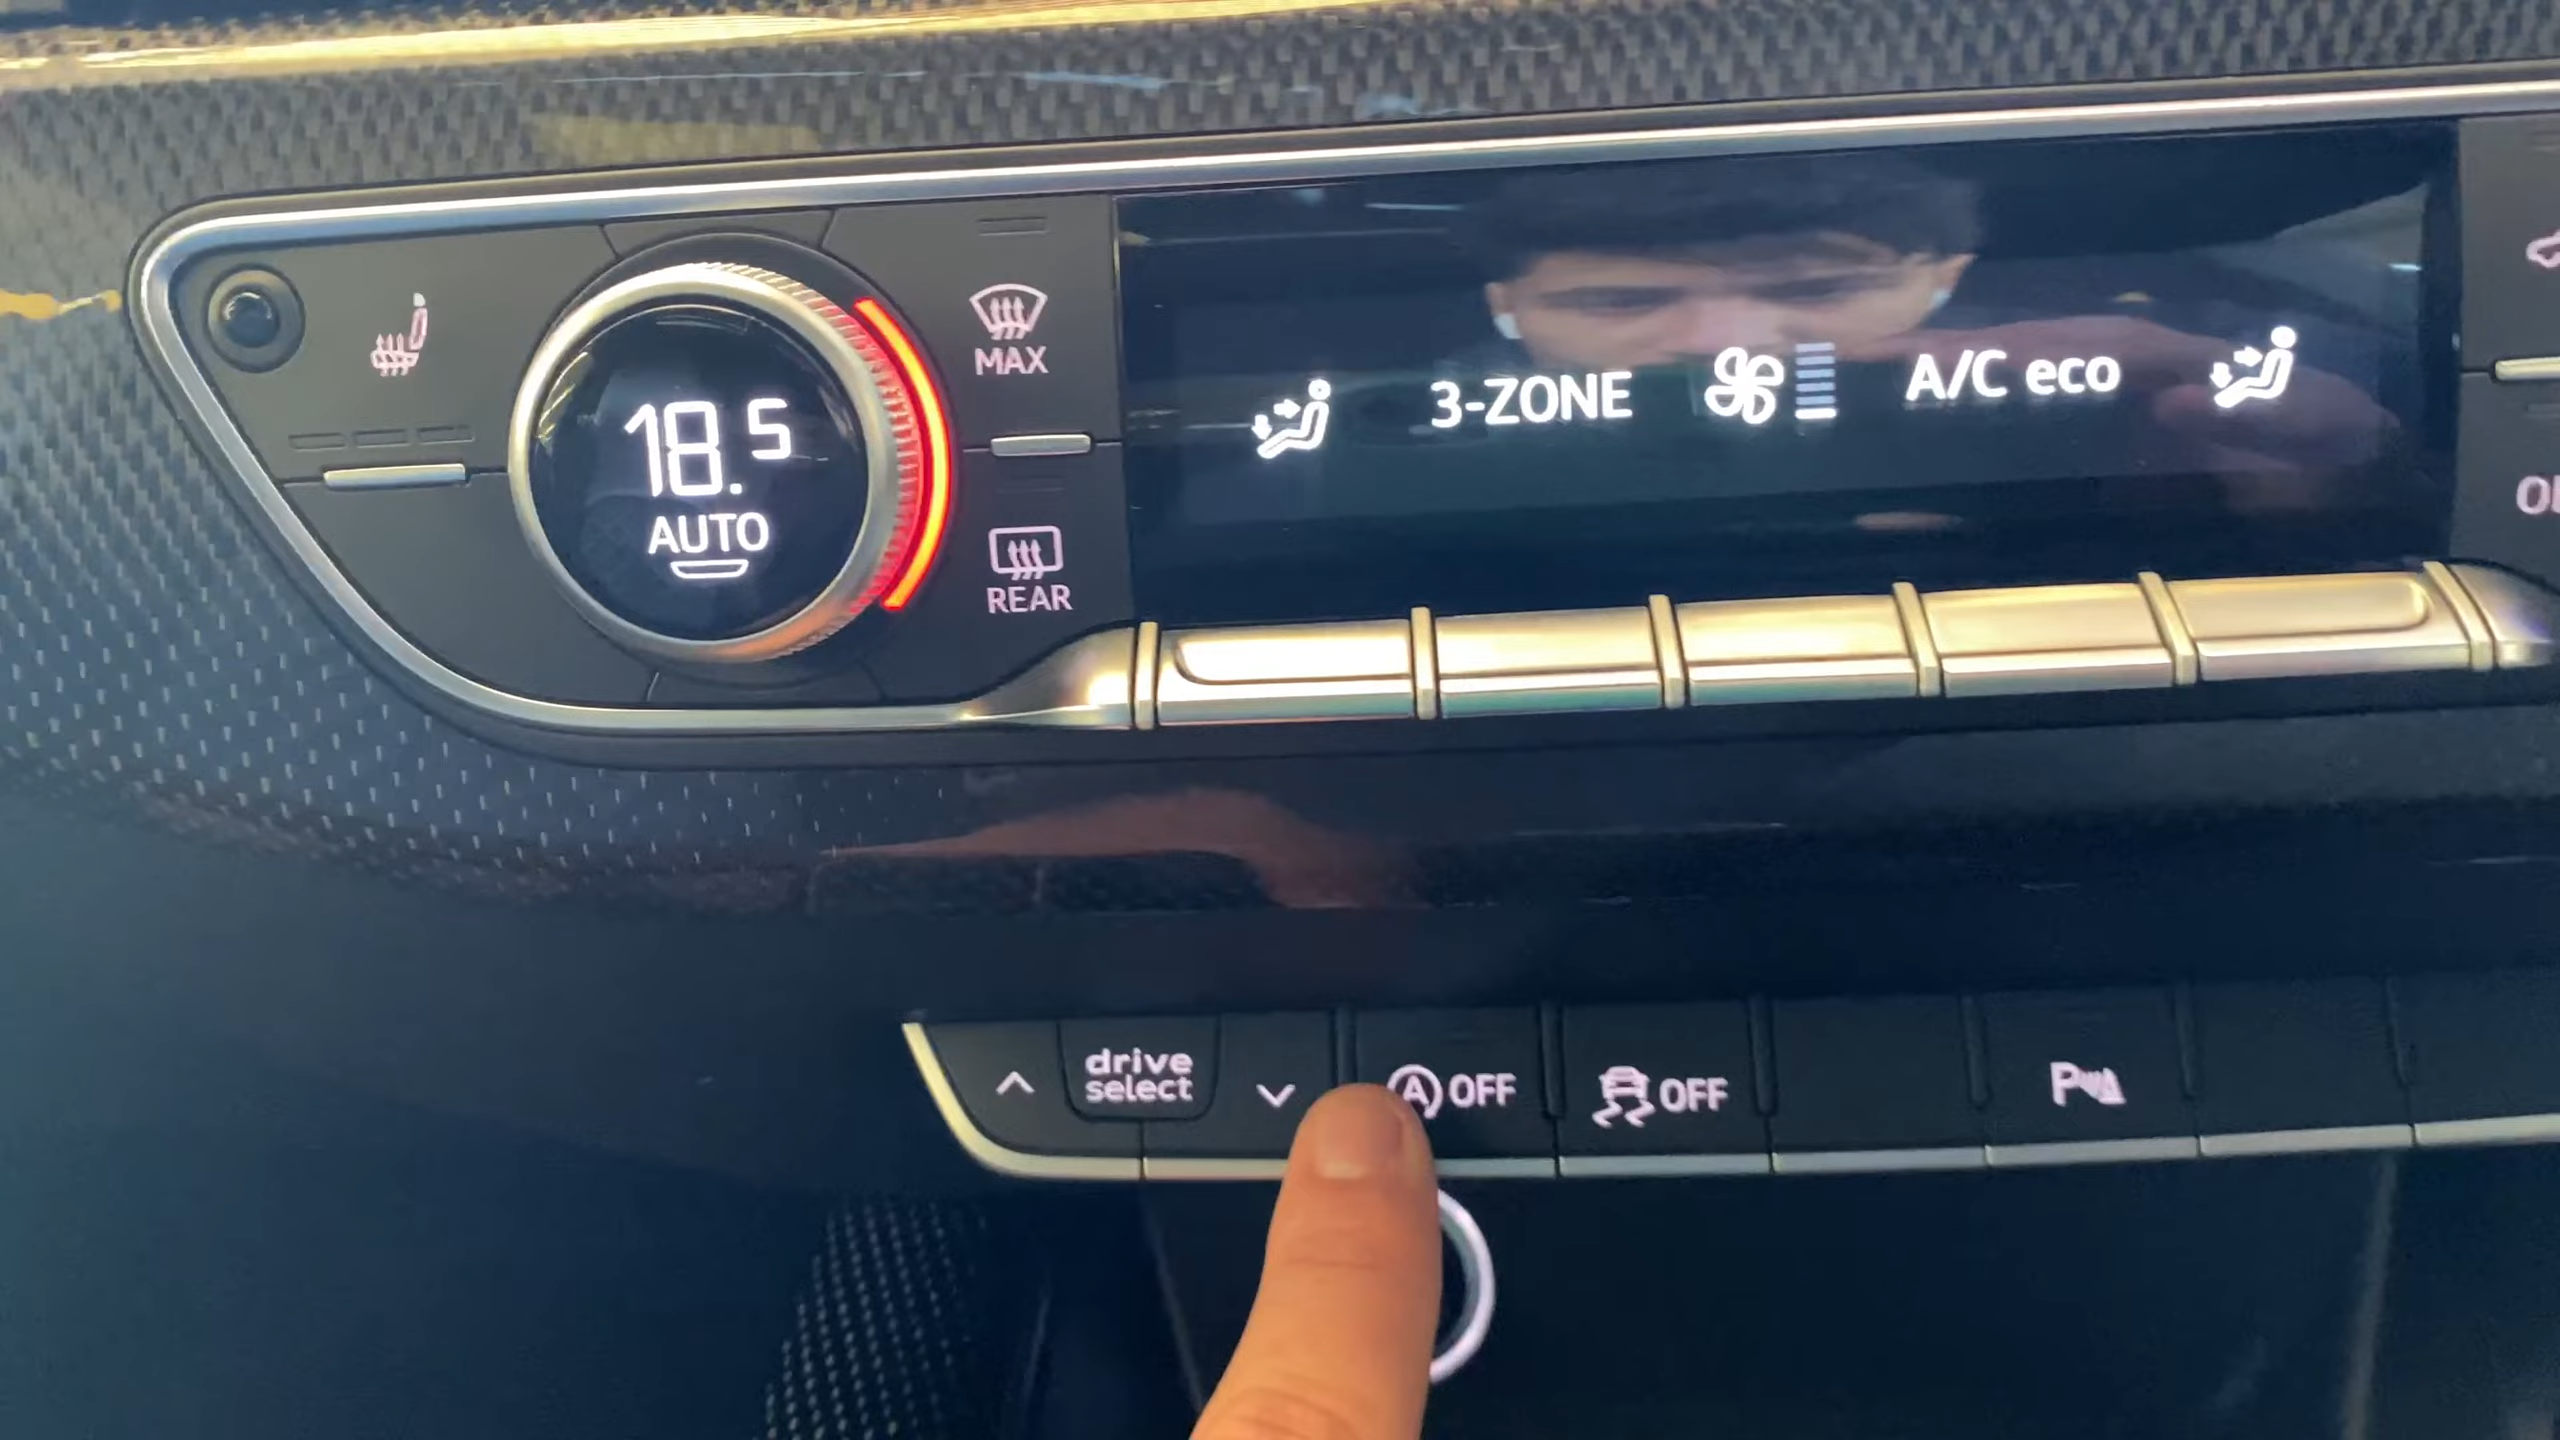 MAX
18.5
AUTO
REAR
3-ZONE
A/C eco
drive
select
A OFF
OFF
P